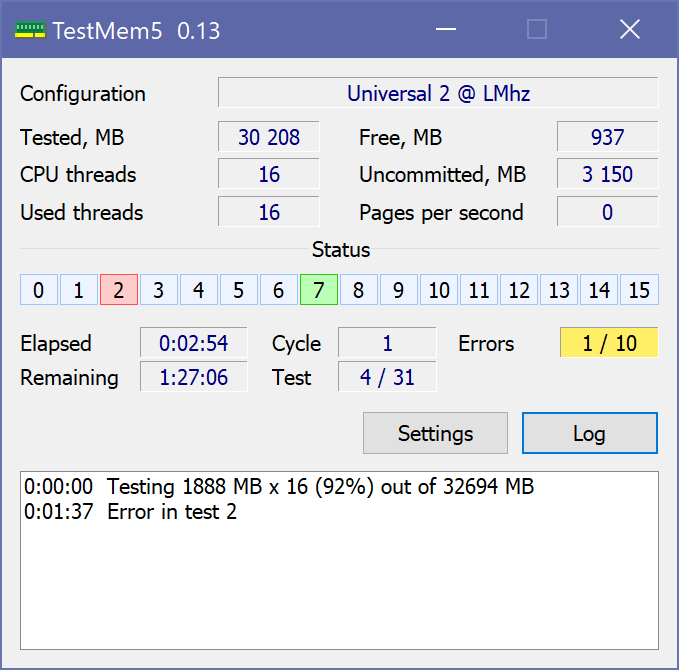 TestMem5 0.13
Configuration Universal 2 @ LMhz
Tested, MB 30 208 Free, MB 937
CPU threads 16 Uncommitted, MB 3 150
Used threads 16 Pages per second 0
Status
0 1 2 3 4 5 6 7 8 9 10 11 12 13 14 15
Elapsed 0:02:54 Cycle 1 Errors 1 / 10
Remaining 1:27:06 Test 4 / 31
Settings Log
0:00:00 Testing 1888 MB x 16 (92%) out of 32694 MB
0:01:37 Error in test 2